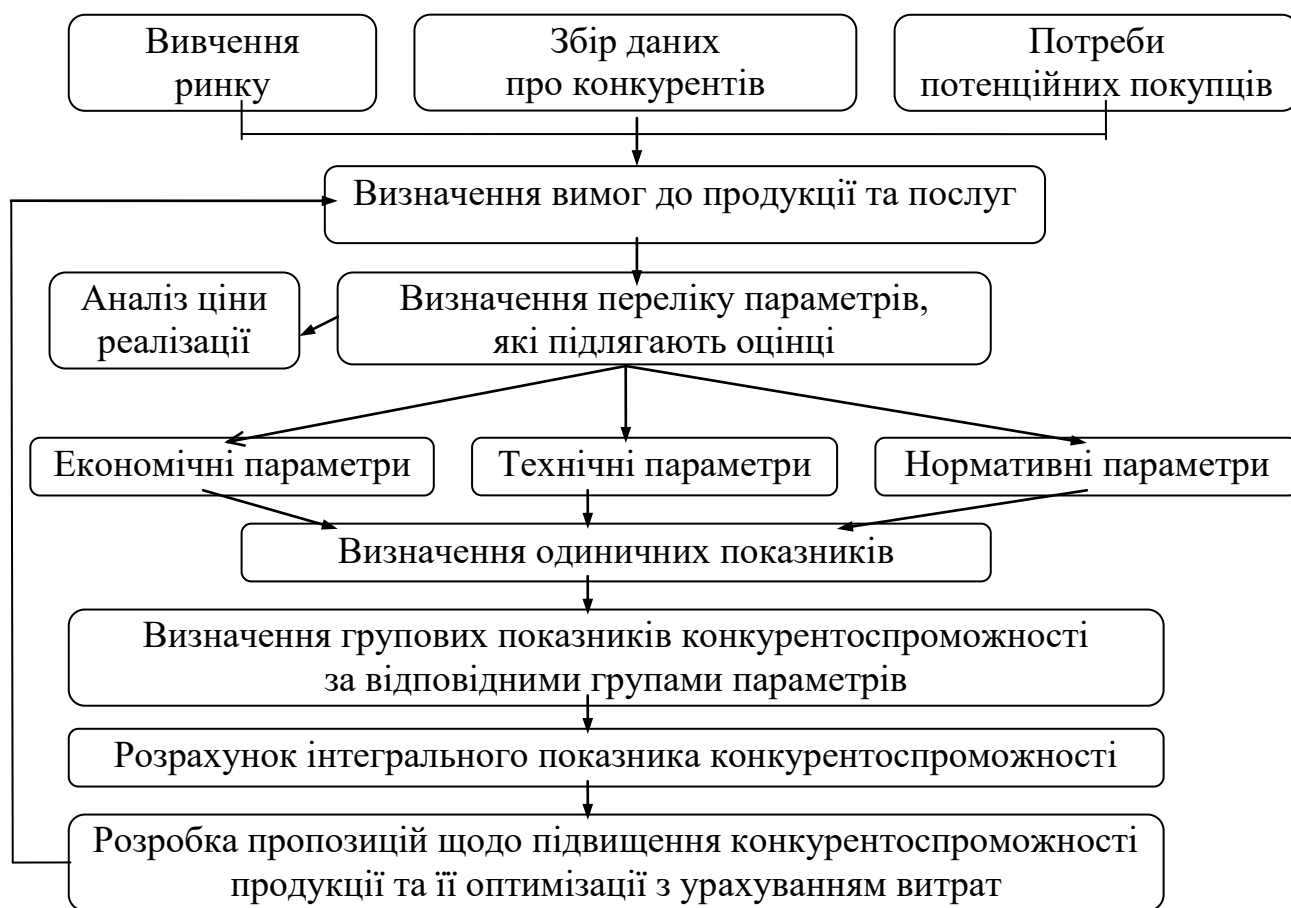 Вивчення
ринку
Збір даних
про конкурентів
Потреби
потенційних покупців
Визначення вимог до продукції та послуг
Аналіз ціни
реалізації
Визначення переліку параметрів,
які підлягають оцінці
Економічні параметри
Технічні параметри
Нормативні параметри
Визначення одиничних показників
Визначення групових показників конкурентоспроможності
за відповідними групами параметрів
Розрахунок інтегрального показника конкурентоспроможності
Розробка пропозицій щодо підвищення конкурентоспроможності
продукції та її оптимізації з урахуванням витрат